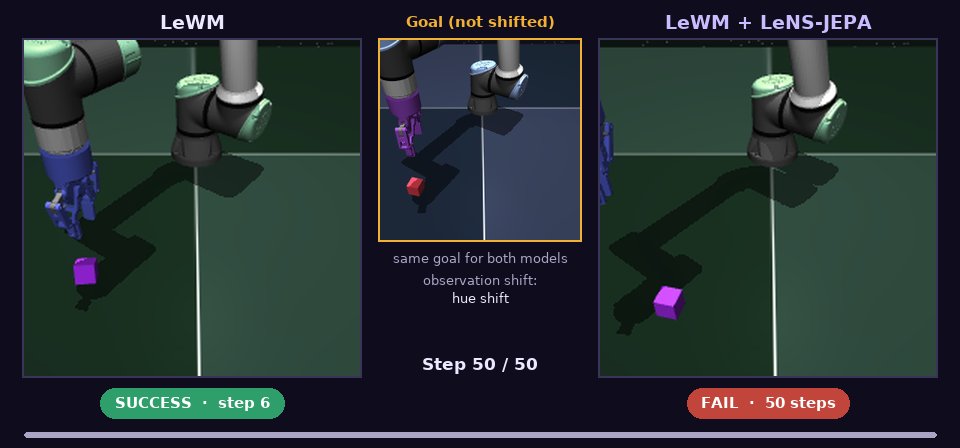 LeWM
Goal (not shifted)
LeWM + LeNS-JEPA
same goal for both models
observation shift:
hue shift
Step 50 / 50
SUCCESS · step 6
FAIL · 50 steps